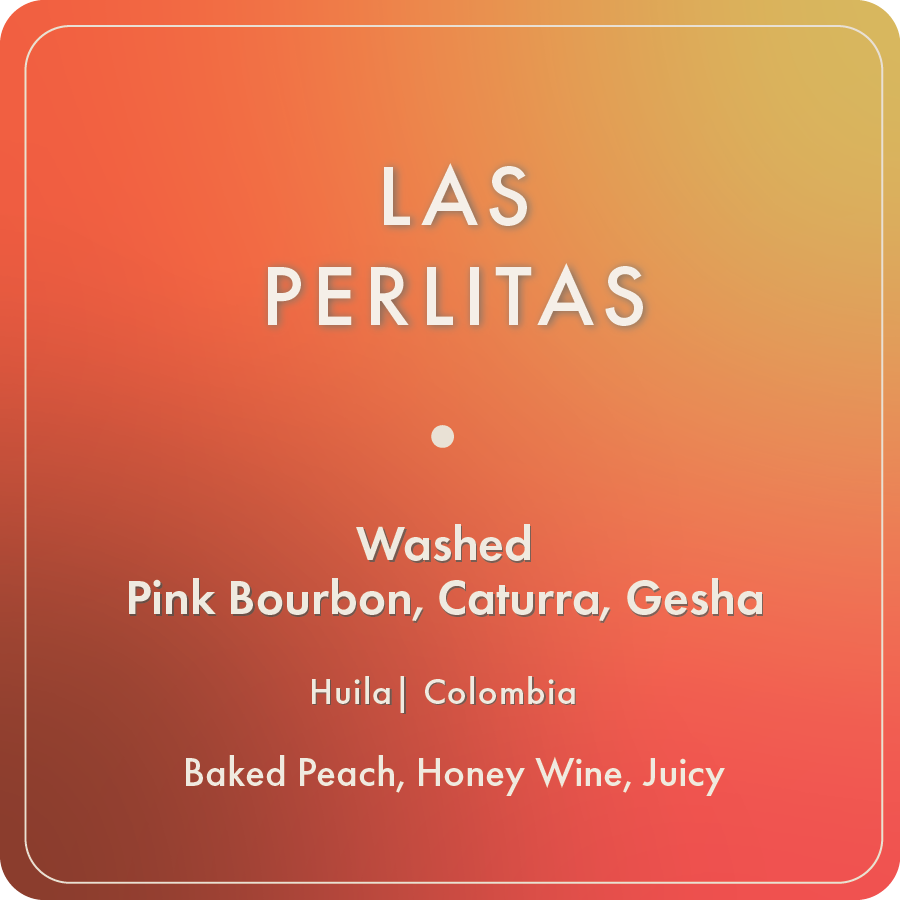 LAS
PERLITAS
Washed
Pink Bourbon, Caturra, Gesha
Huila| Colombia
Baked Peach, Honey Wine, Juicy